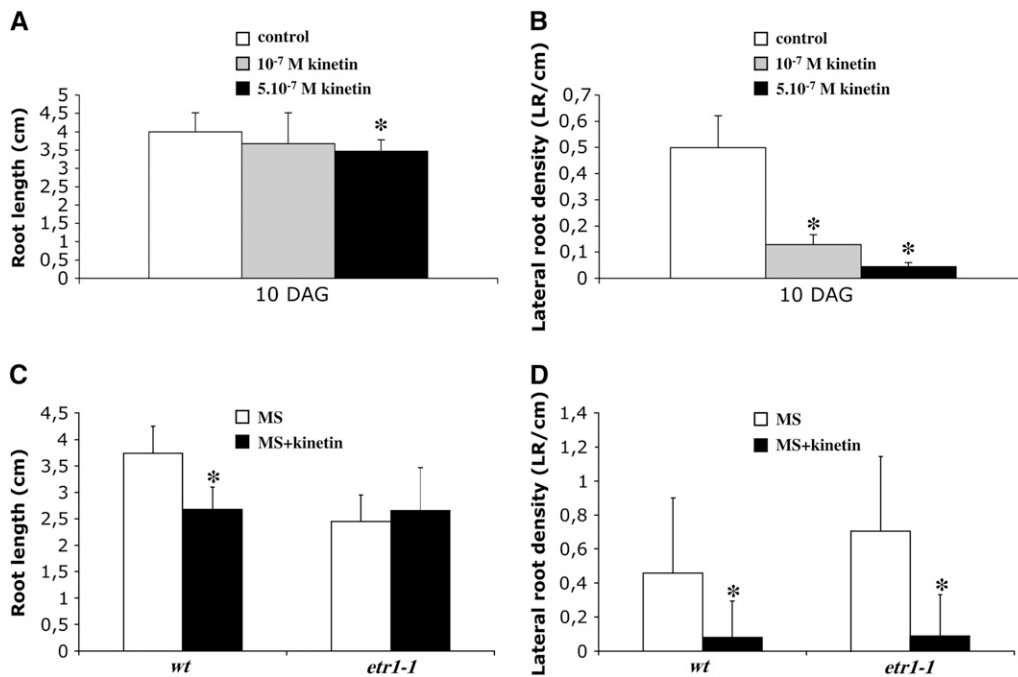 A
control
10⁻⁷ M kinetin
5.10⁻⁷ M kinetin
Root length (cm)
5
4,5
4
3,5
3
2,5
2
1,5
1
0,5
0
*
10 DAG
B
control
10⁻⁷ M kinetin
5.10⁻⁷ M kinetin
Lateral root density (LR/cm)
0,7
0,6
0,5
0,4
0,3
0,2
0,1
0
*
*
10 DAG
C
MS
MS+kinetin
Root length (cm)
4,5
4
3,5
3
2,5
2
1,5
1
0,5
0
*
wt
etr1-1
D
MS
MS+kinetin
Lateral root density (LR/cm)
1,4
1,2
1
0,8
0,6
0,4
0,2
0
*
*
wt
etr1-1